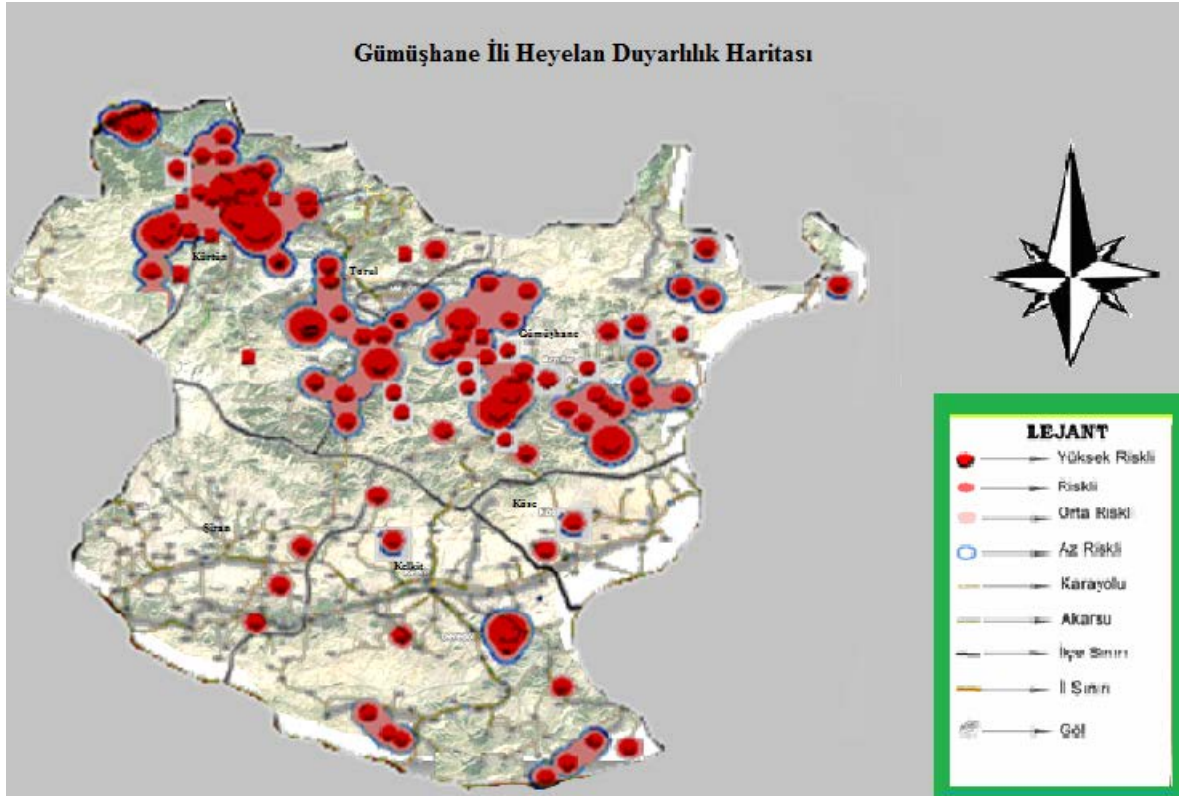 Gümüşhane İli Heyelan Duyarlılık Haritası
Kürtün
Torul
Gümüşhane
Köse
Şiran
Kelkit
LEJANT
Yüksek Riskli
Riskli
Orta Riskli
Az Riskli
Karayolu
Akarsu
İlçe Sınırı
İl Sınırı
Göl